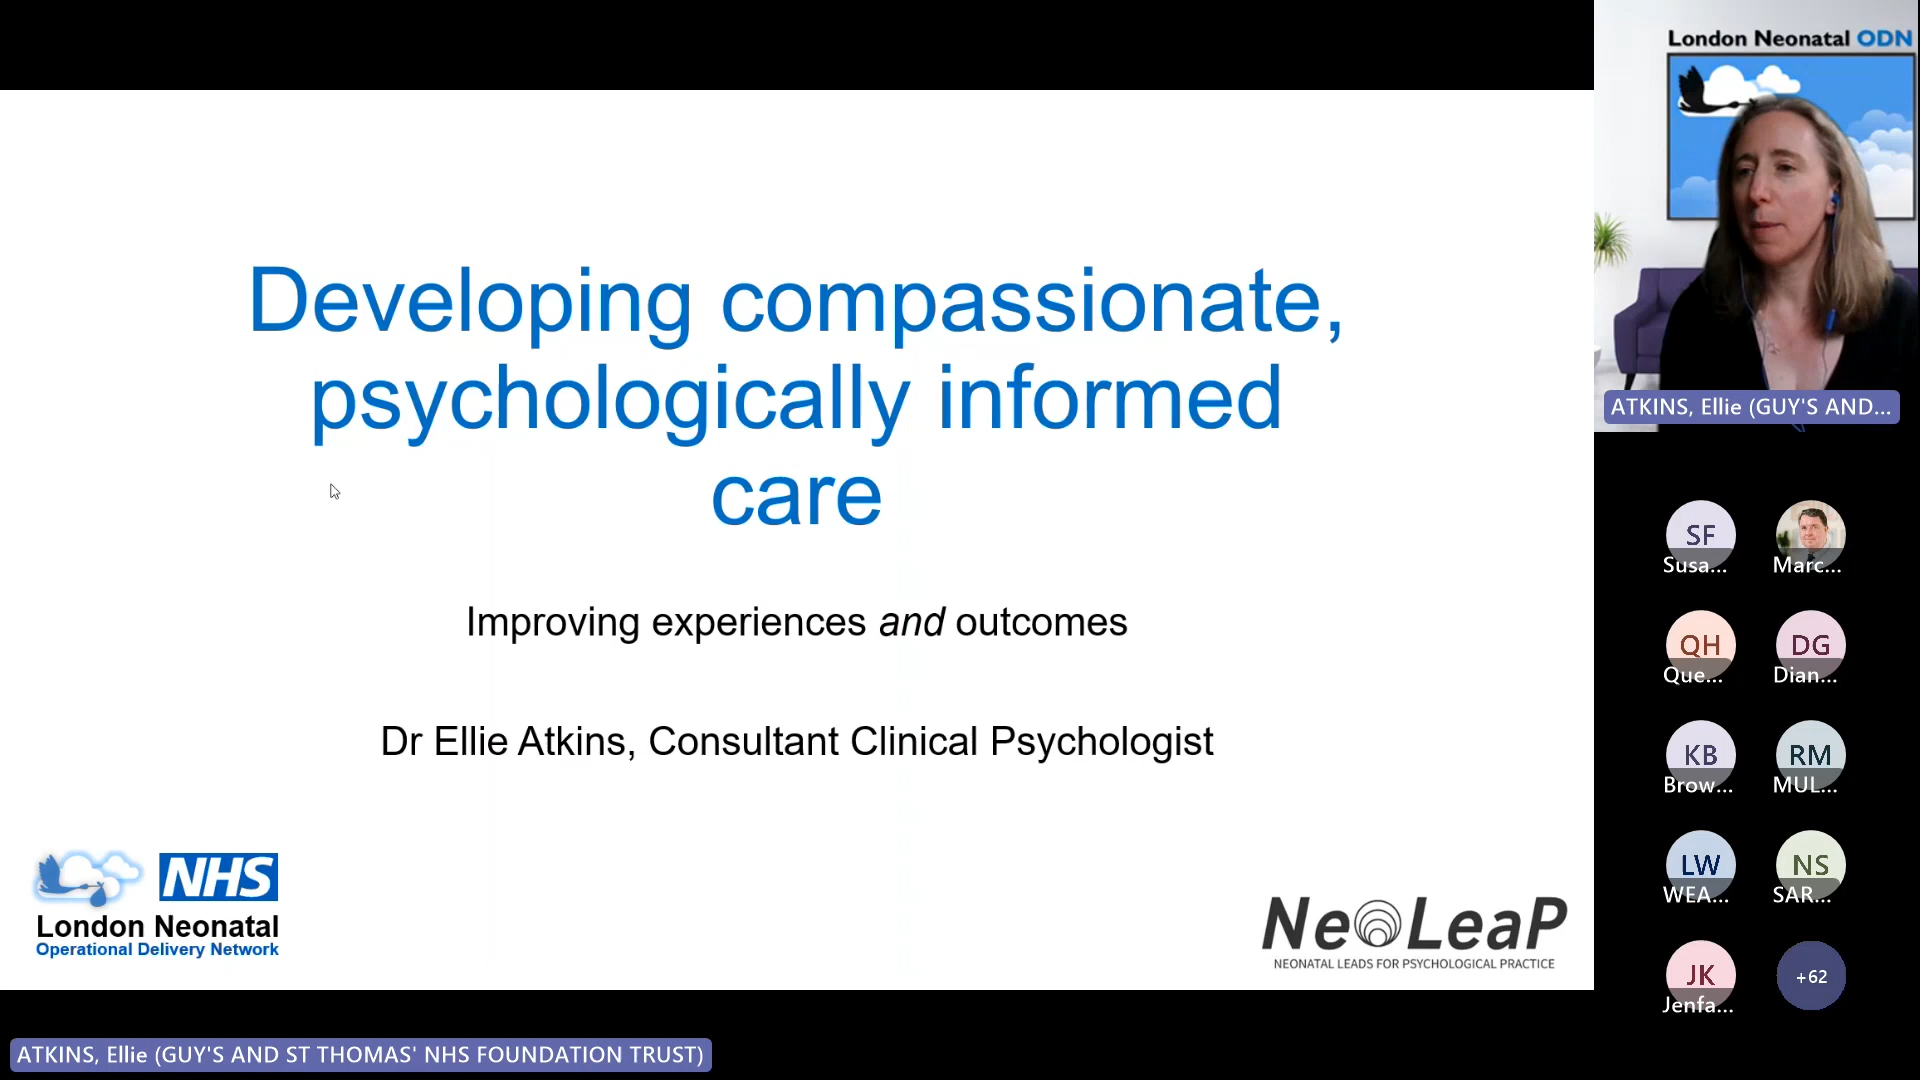 Developing compassionate,
psychologically informed
care
Improving experiences and outcomes
Dr Ellie Atkins, Consultant Clinical Psychologist
NHS
London Neonatal
Operational Delivery Network
NeoLeaP
NEONATAL LEADS FOR PSYCHOLOGICAL PRACTICE
ATKINS, Ellie (GUY'S AND ST THOMAS' NHS FOUNDATION TRUST)
London Neonatal ODN
ATKINS, Ellie (GUY'S AND...
SF
Susa...
Marc...
QH
Que...
DG
Dian...
KB
Brow...
RM
MUL...
LW
WEA...
NS
SAR...
JK
Jenfa...
+62